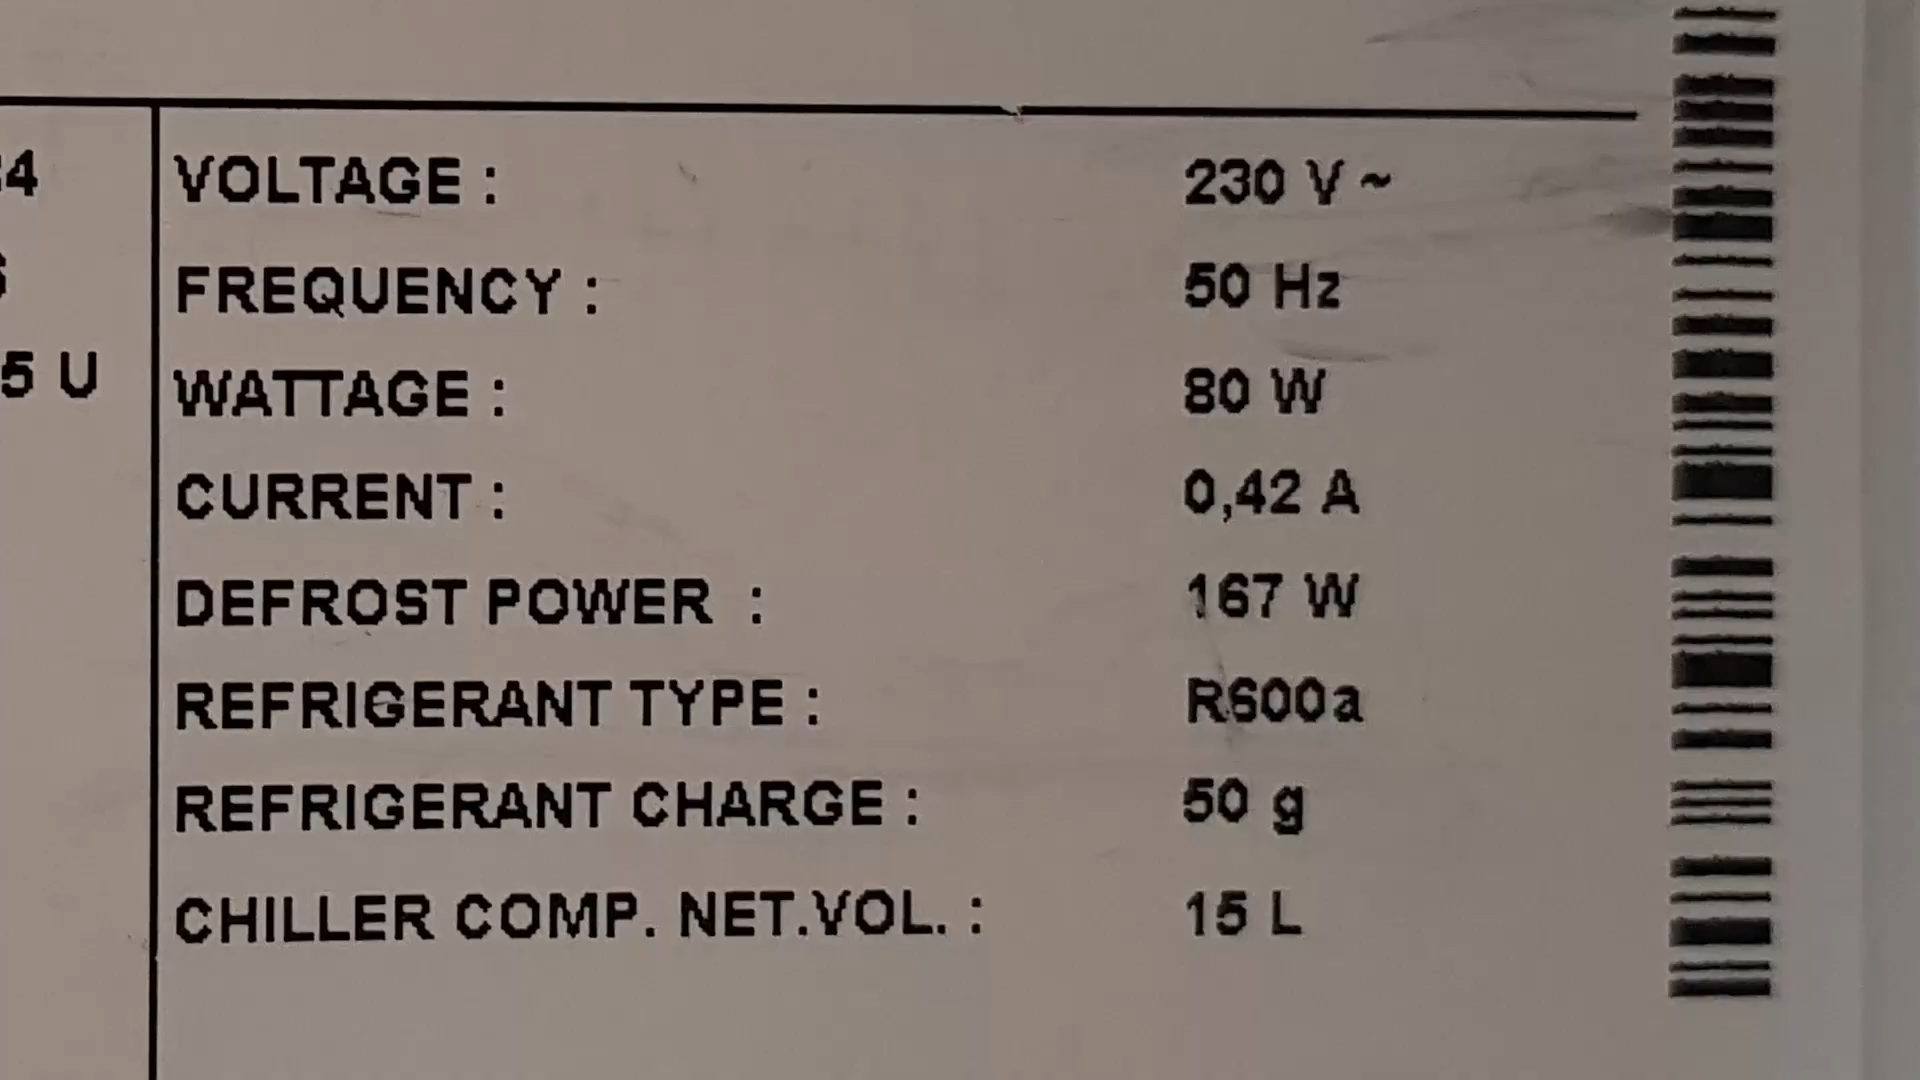 4
5 U
VOLTAGE : 230 V ~
FREQUENCY : 50 Hz
WATTAGE : 80 W
CURRENT : 0,42 A
DEFROST POWER : 167 W
REFRIGERANT TYPE : R600a
REFRIGERANT CHARGE : 50 g
CHILLER COMP. NET.VOL. : 15 L